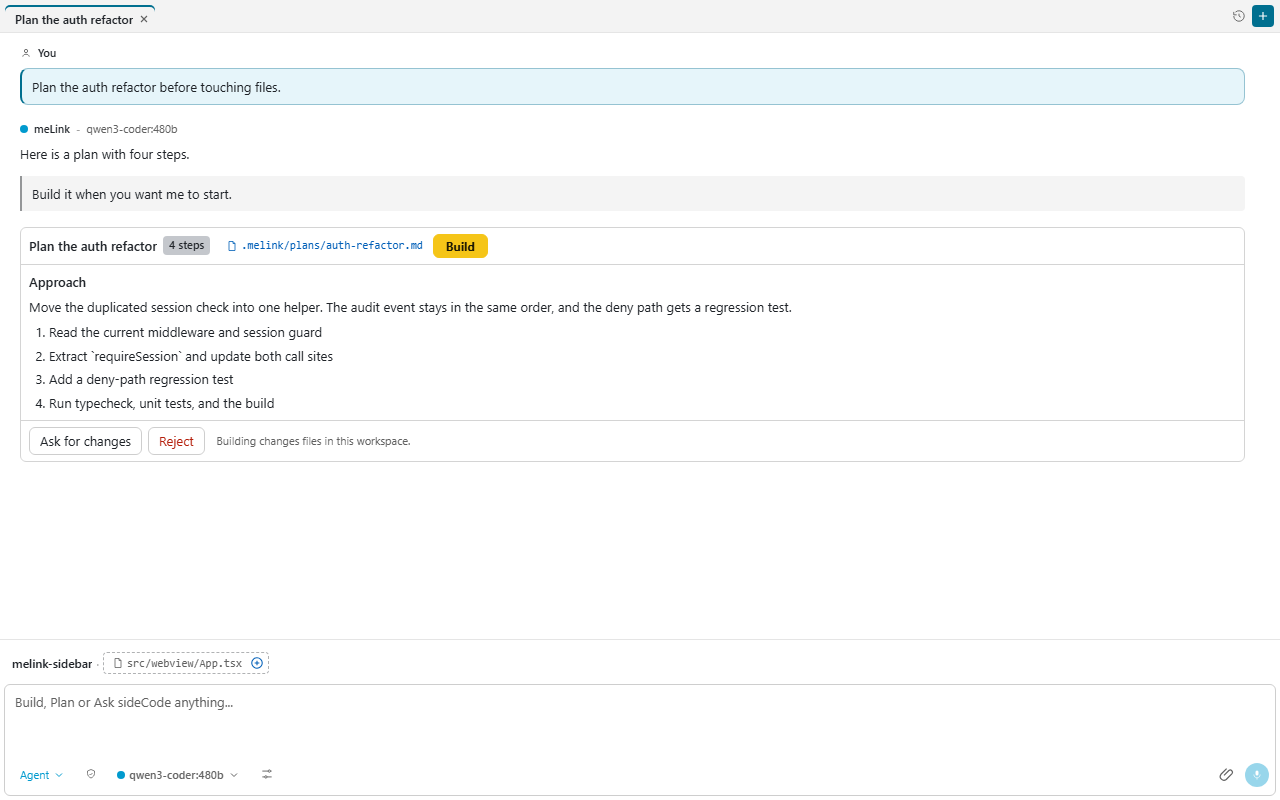 Plan the auth refactor
You
Plan the auth refactor before touching files.
meLink - qwen3-coder:480b
Here is a plan with four steps.
Build it when you want me to start.
Plan the auth refactor 4 steps .melink/plans/auth-refactor.md Build
Approach
Move the duplicated session check into one helper. The audit event stays in the same order, and the deny path gets a regression test.
1. Read the current middleware and session guard
2. Extract `requireSession` and update both call sites
3. Add a deny-path regression test
4. Run typecheck, unit tests, and the build
Ask for changes Reject Building changes files in this workspace.
melink-sidebar · src/webview/App.tsx
Build, Plan or Ask sideCode anything...
Agent qwen3-coder:480b